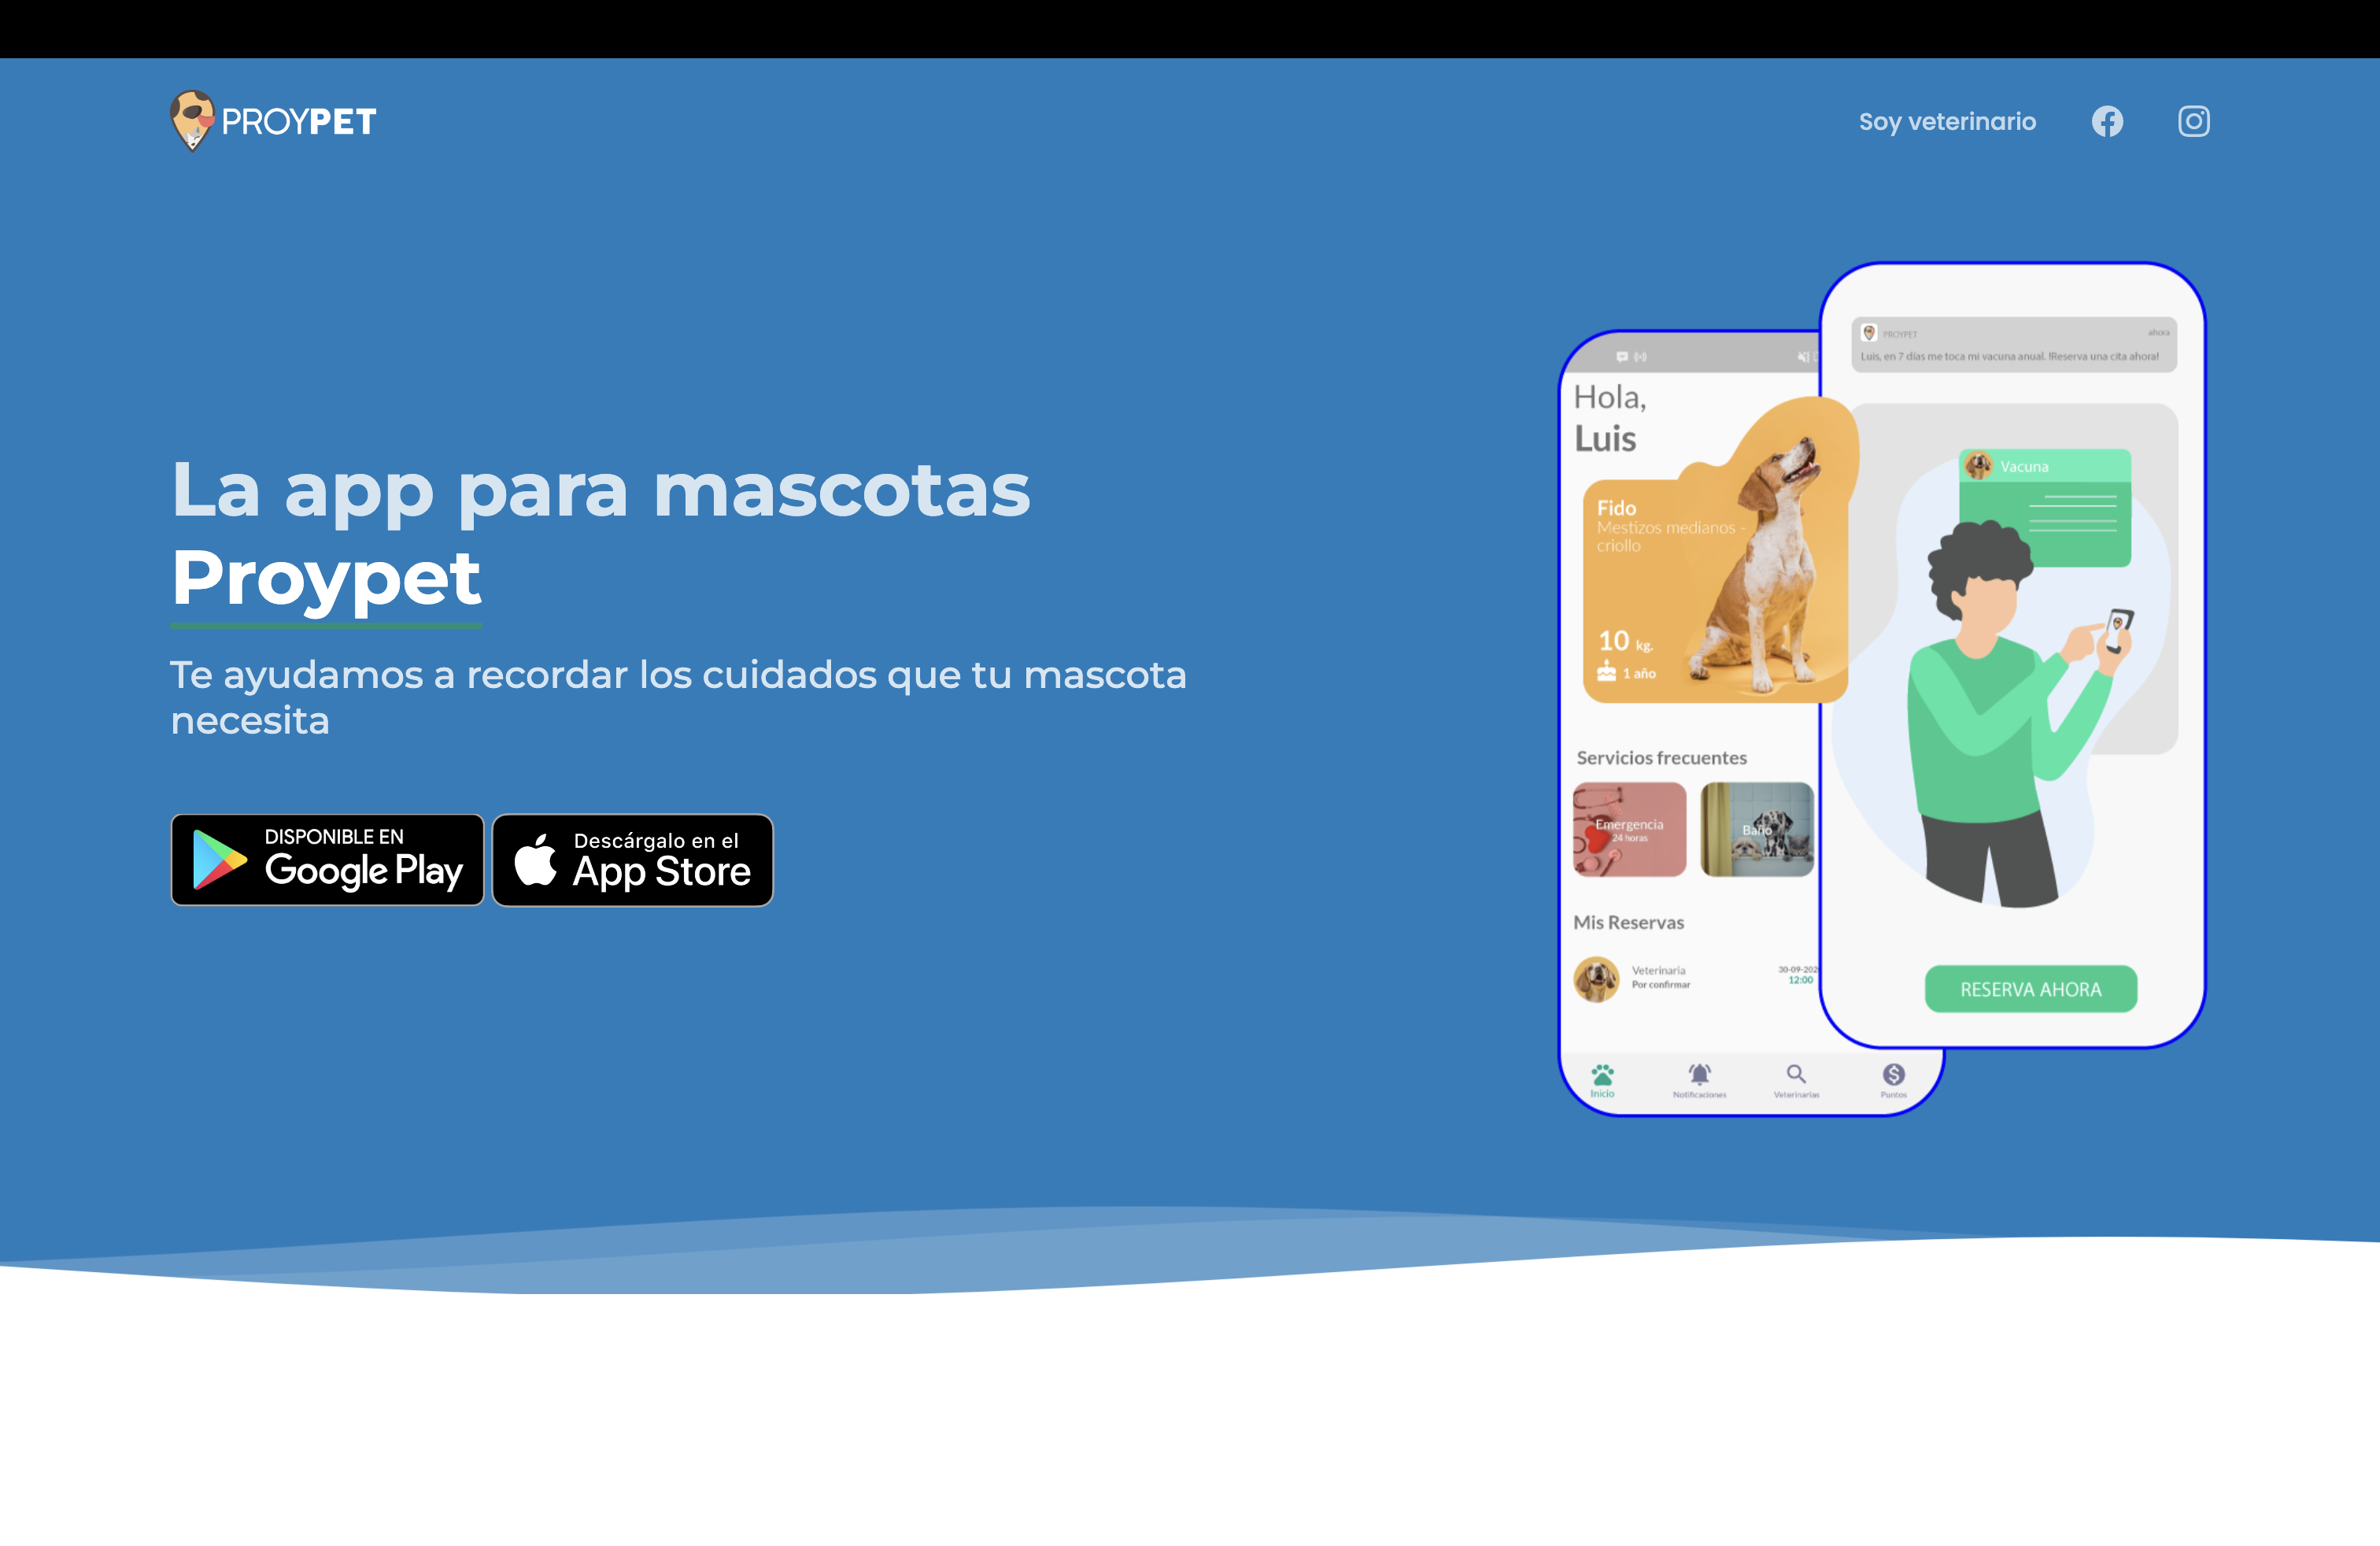 PROYPET
Soy veterinario
La app para mascotas
Proypet
Te ayudamos a recordar los cuidados que tu mascota
necesita
DISPONIBLE EN
Google Play
Descárgalo en el
App Store
Hola,
Luis
Fido
Mestizos medianos -
criollo
10 kg.
1 año
Servicios frecuentes
Emergencia
24 horas
Baño
Mis Reservas
Veterinaria
Por confirmar
30-09-202
12:00
Inicio
Notificaciones
Veterinarias
Puntos
PROYPET
ahora
Luis, en 7 días me toca mi vacuna anual. !Reserva una cita ahora!
Vacuna
RESERVA AHORA